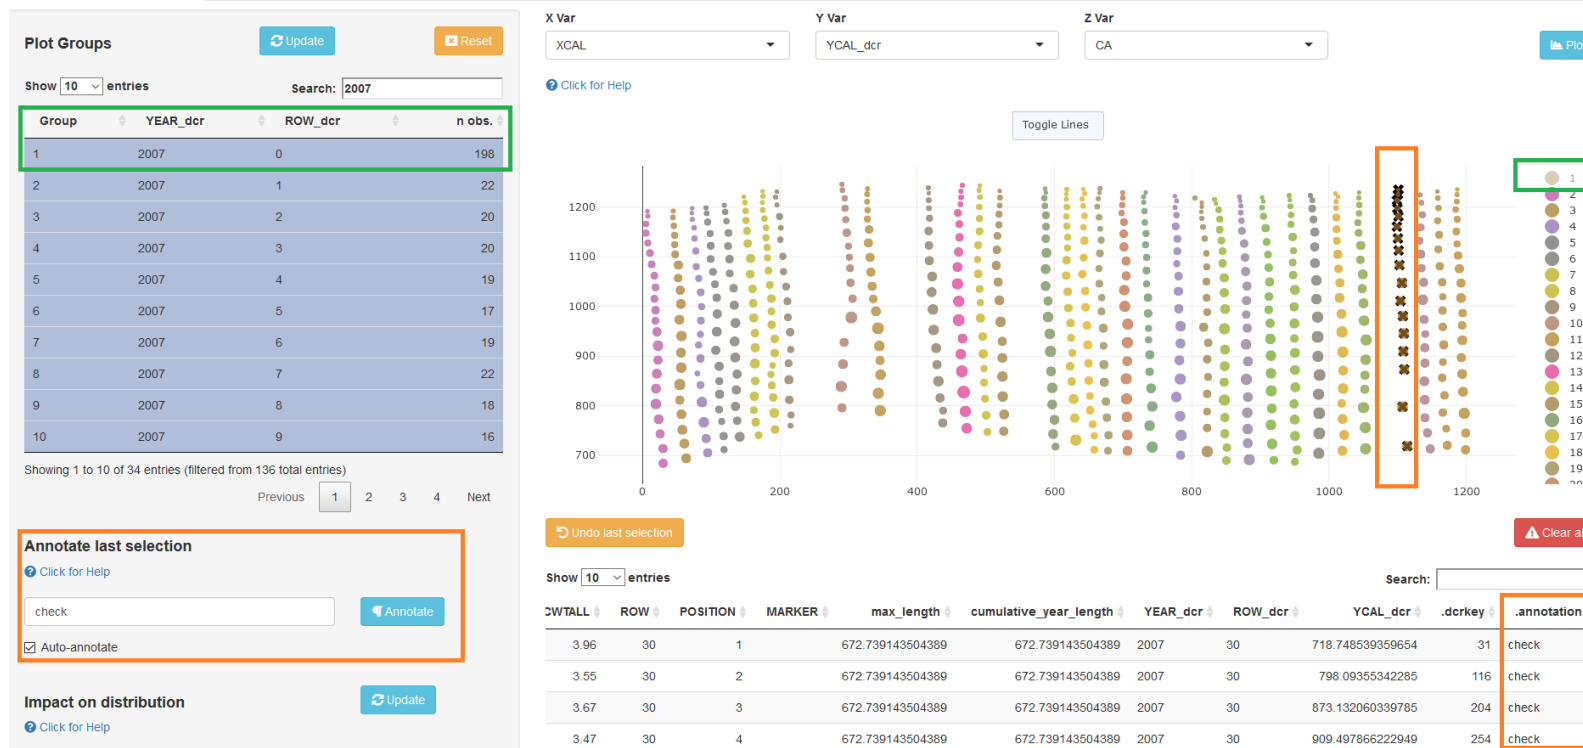 Plot Groups
Update
Reset
Show 10 entries
Search: 2007
Group YEAR_dcr ROW_dcr n obs.
1 2007 0 198
2 2007 1 22
3 2007 2 20
4 2007 3 20
5 2007 4 19
6 2007 5 17
7 2007 6 19
8 2007 7 22
9 2007 8 18
10 2007 9 16
Showing 1 to 10 of 34 entries (filtered from 136 total entries)
Previous 1 2 3 4 Next
Annotate last selection
Click for Help
check
Annotate
Auto-annotate
Impact on distribution
Update
Click for Help
X Var Y Var Z Var
XCAL YCAL_dcr CA
Plo
Click for Help
Toggle Lines
1200
1100
1000
900
800
700
0 200 400 600 800 1000 1200
1
2
3
4
5
6
7
8
9
10
11
12
13
14
15
16
17
18
19
20
Undo last selection
Clear al
Show 10 entries
Search:
CWTALL ROW POSITION MARKER max_length cumulative_year_length YEAR_dcr ROW_dcr YCAL_dcr .dcrkey .annotation
3.96 30 1 672.739143504389 672.739143504389 2007 30 718.748539359654 31 check
3.55 30 2 672.739143504389 672.739143504389 2007 30 798.09355342285 116 check
3.67 30 3 672.739143504389 672.739143504389 2007 30 873.132060339785 204 check
3.47 30 4 672.739143504389 672.739143504389 2007 30 909.497866222949 254 check